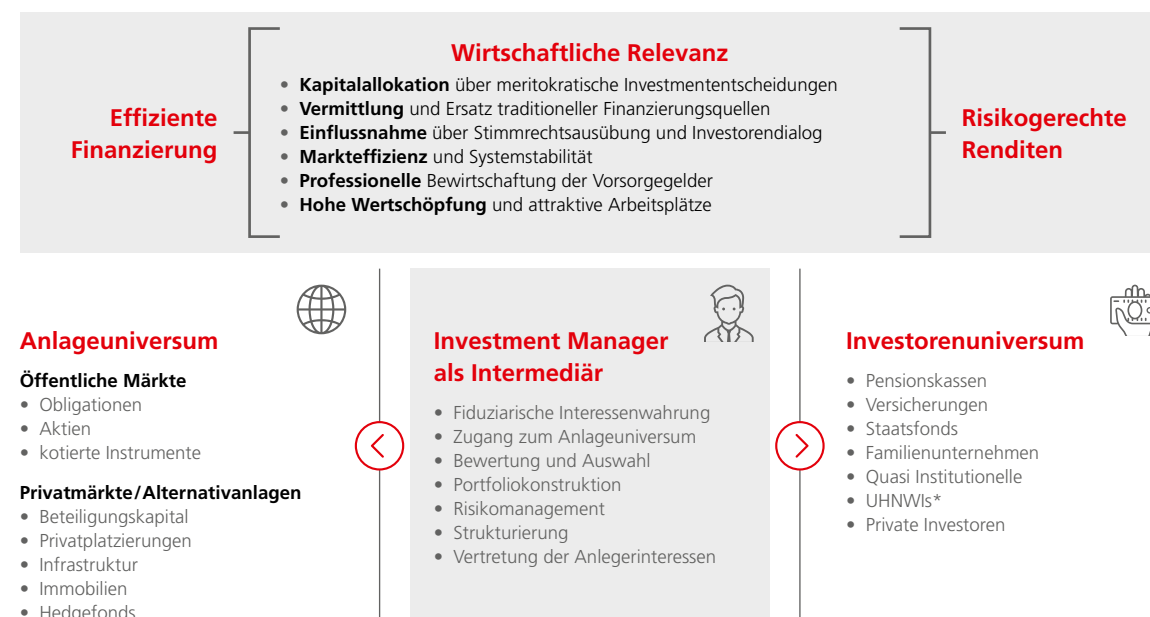 Wirtschaftliche Relevanz
Effiziente
Finanzierung
• Kapitalallokation über meritokratische Investmententscheidungen
• Vermittlung und Ersatz traditioneller Finanzierungsquellen
• Einflussnahme über Stimmrechtsausübung und Investorendialog
• Markteffizienz und Systemstabilität
• Professionelle Bewirtschaftung der Vorsorgegelder
• Hohe Wertschöpfung und attraktive Arbeitsplätze
Risikogerechte
Renditen
Anlageuniversum
Öffentliche Märkte
• Obligationen
• Aktien
• kotierte Instrumente
Privatmärkte/Alternativanlagen
• Beteiligungskapital
• Privatplatzierungen
• Infrastruktur
• Immobilien
• Hedgefonds
Investment Manager
als Intermediär
• Fiduziarische Interessenwahrung
• Zugang zum Anlageuniversum
• Bewertung und Auswahl
• Portfoliokonstruktion
• Risikomanagement
• Strukturierung
• Vertretung der Anlegerinteressen
Investorenuniversum
• Pensionskassen
• Versicherungen
• Staatsfonds
• Familienunternehmen
• Quasi Institutionelle
• UHNWIs*
• Private Investoren